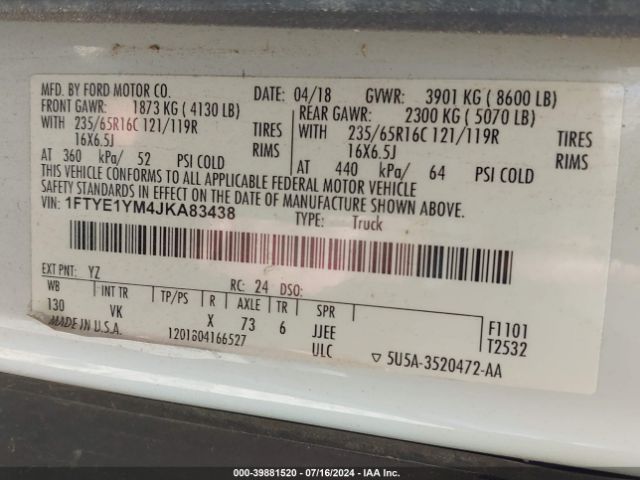 MFD. BY FORD MOTOR CO.
DATE: 04/18 GVWR: 3901 KG ( 8600 LB)
FRONT GAWR: 1873 KG ( 4130 LB)
REAR GAWR: 2300 KG ( 5070 LB)
WITH 235/65R16C 121/119R TIRES
WITH 235/65R16C 121/119R TIRES
16X6.5J RIMS
16X6.5J RIMS
AT 360 kPa/ 52 PSI COLD
AT 440 kPa/ 64 PSI COLD
THIS VEHICLE CONFORMS TO ALL APPLICABLE FEDERAL MOTOR VEHICLE
SAFETY STANDARDS IN EFFECT ON THE DATE OF MANUFACTURE SHOWN ABOVE.
VIN: 1FTYE1YM4JKA83438
TYPE: Truck
EXT PNT: YZ RC: 24 DSO:
WB INT TR TP/PS R AXLE TR SPR
130 VK X 73 6 JJEE F1101
MADE IN U.S.A. 1201804166527 ULC T2532
▽ 5U5A-3520472-AA
000-39881520 | 07/16/2024 - IAA Inc.